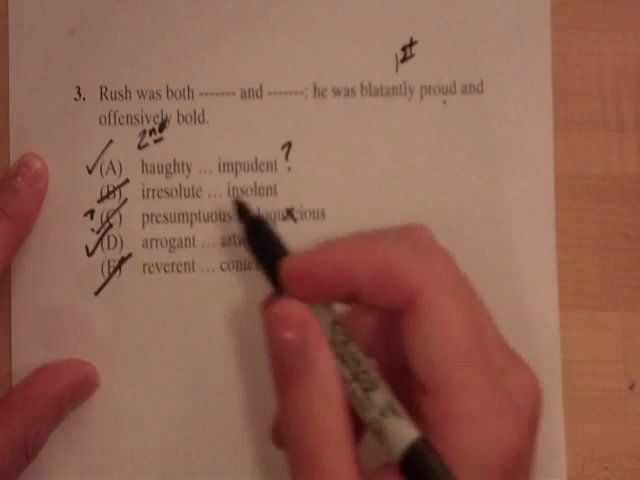 1st
3. Rush was both ------- and -------: he was blatantly proud and
offensively bold.
2nd
(A) haughty ... impudent ?
(B) irresolute ... insolent
? (C) presumptuous
(D) arrogant ...
(E) reverent ...